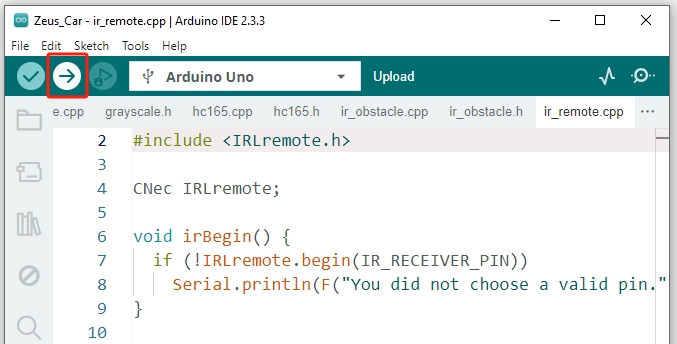 Zeus_Car - ir_remote.cpp | Arduino IDE 2.3.3
File Edit Sketch Tools Help
Arduino Uno Upload
e.cpp grayscale.h hc165.cpp hc165.h ir_obstacle.cpp ir_obstacle.h ir_remote.cpp ...
2 #include <IRLremote.h>
3
4 CNec IRLremote;
5
6 void irBegin() {
7 if (!IRLremote.begin(IR_RECEIVER_PIN))
8 Serial.println(F("You did not choose a valid pin."
9 }
10